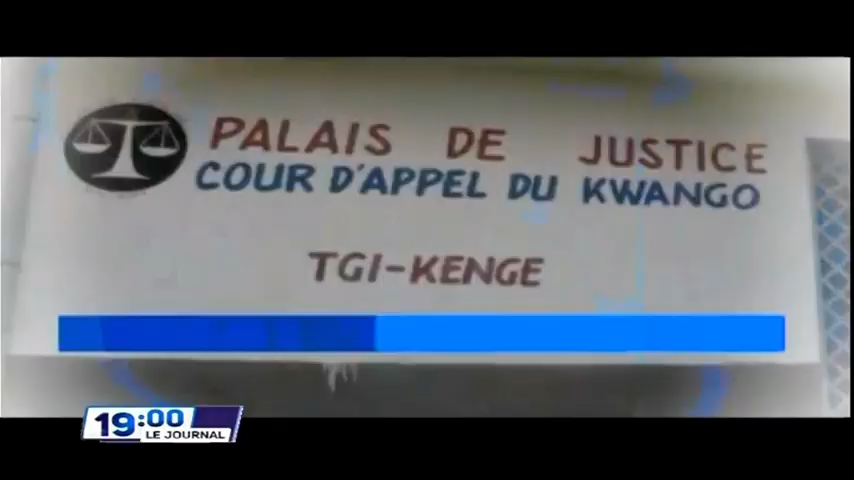 PALAIS DE JUSTICE
COUR D'APPEL DU KWANGO
TGI-KENGE
19:00
LE JOURNAL